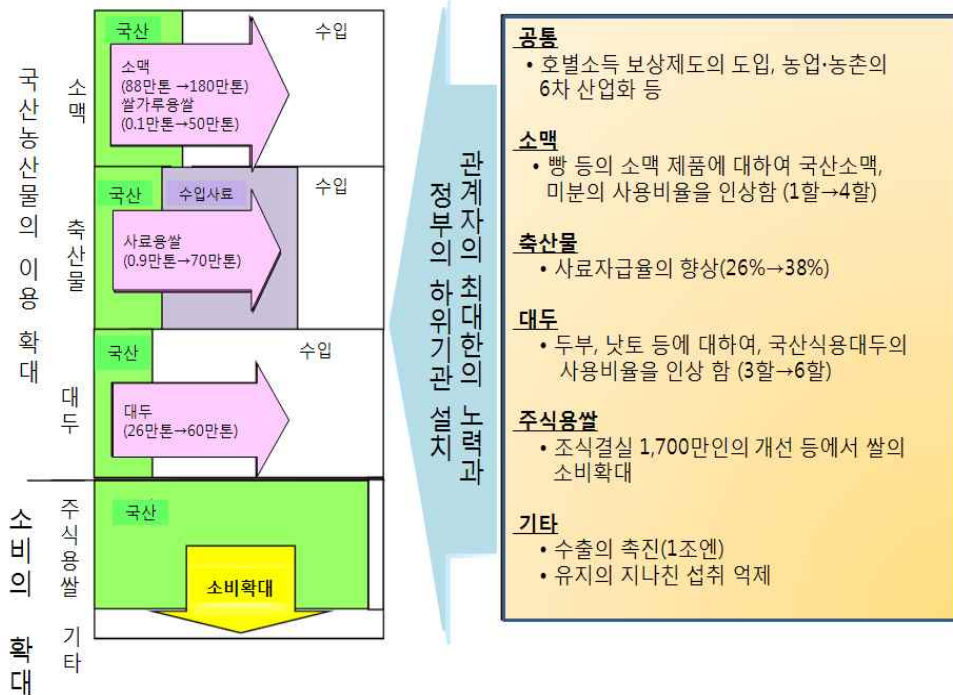 국산농산물의 이용 확대
소맥
국산
수입
소맥
(88만톤 →180만톤)
쌀가루용쌀
(0.1만톤→50만톤)
축산물
국산
수입사료
수입
사료용쌀
(0.9만톤→70만톤)
대두
국산
수입
대두
(26만톤→60만톤)
소비의 확대
주식용쌀
국산
소비확대
기타
관계자의 최대한의 노력과
정부의 하위기관 설치
공통
• 호별소득 보상제도의 도입, 농업·농촌의
6차 산업화 등
소맥
• 빵 등의 소맥 제품에 대하여 국산소맥,
미분의 사용비율을 인상함 (1할→4할)
축산물
• 사료자급율의 향상(26%→38%)
대두
• 두부, 낫토 등에 대하여, 국산식용대두의
사용비율을 인상 함 (3할→6할)
주식용쌀
• 조식결실 1,700만인의 개선 등에서 쌀의
소비확대
기타
• 수출의 촉진(1조엔)
• 유지의 지나친 섭취 억제